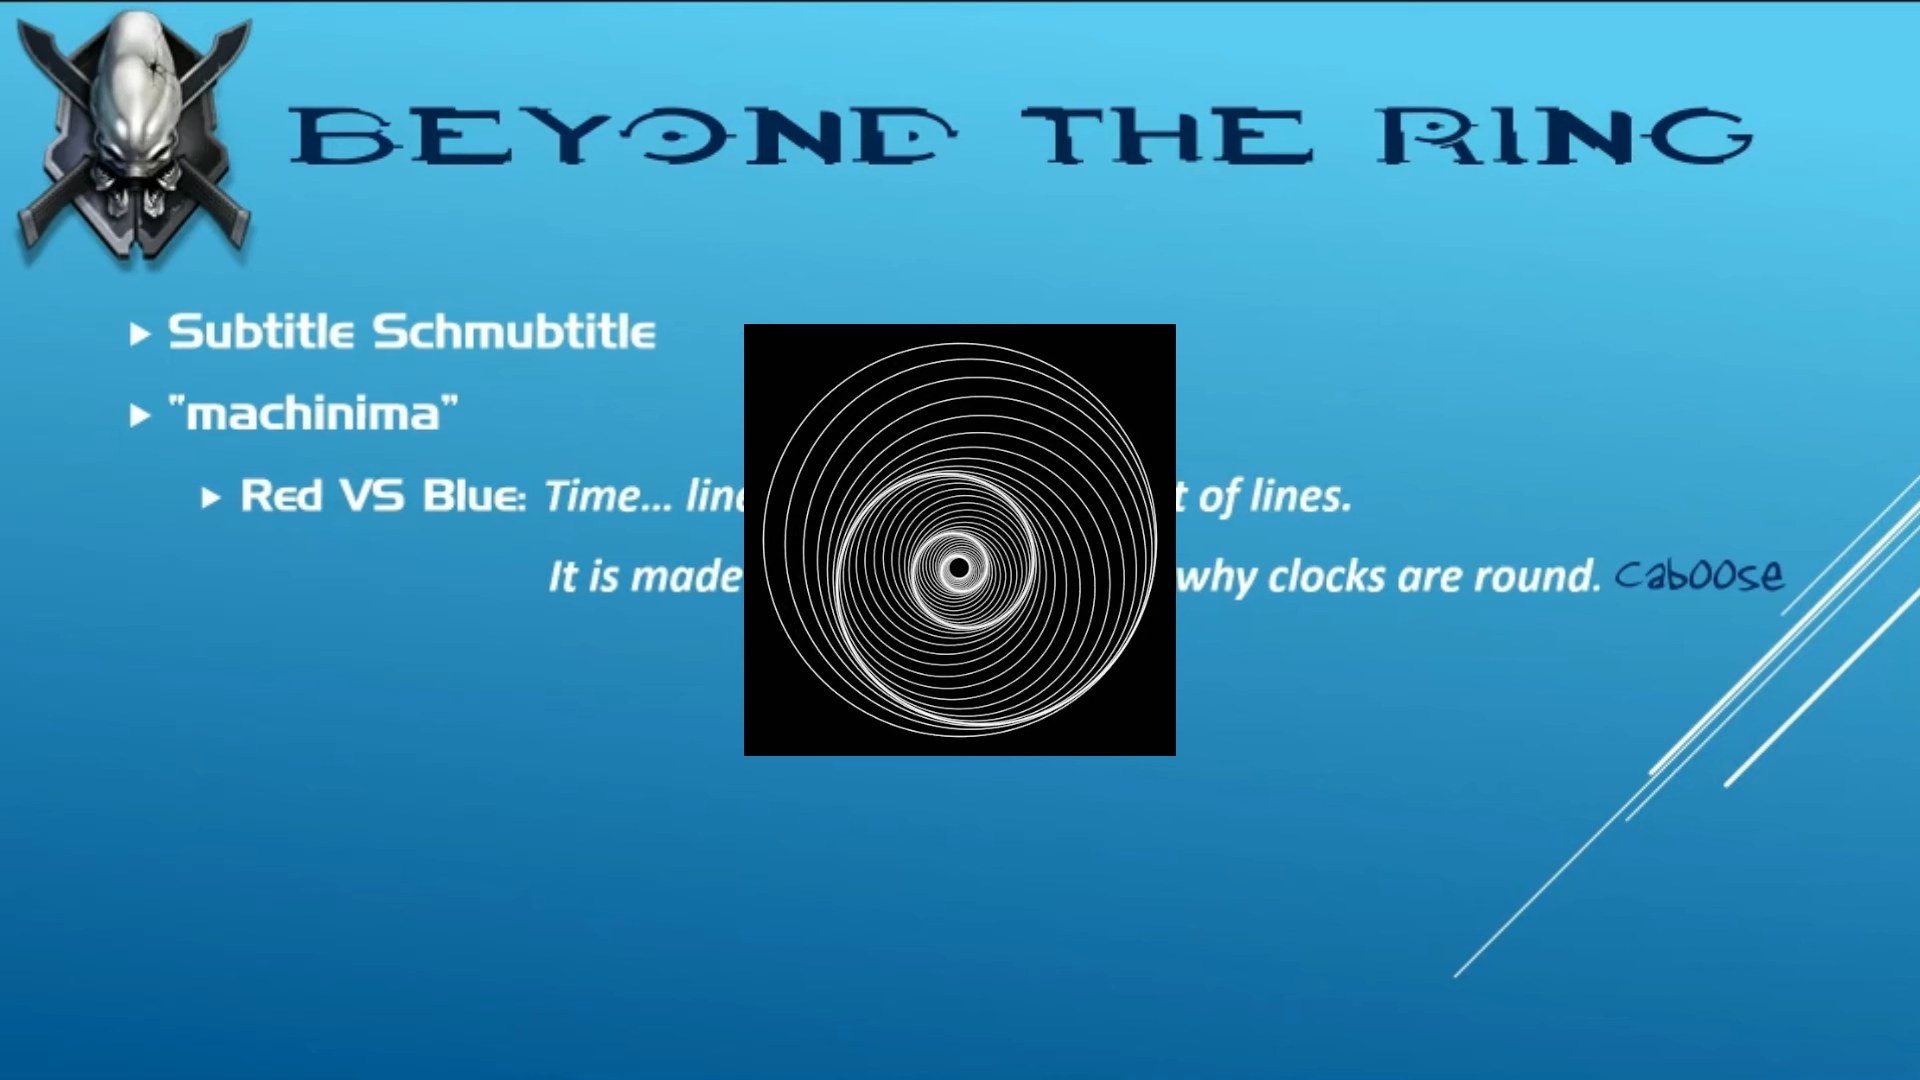 BEYOND THE RING
Subtitle Schmubtitle
"machinima"
Red VS Blue: Time... of lines.
It is made why clocks are round. Caboose